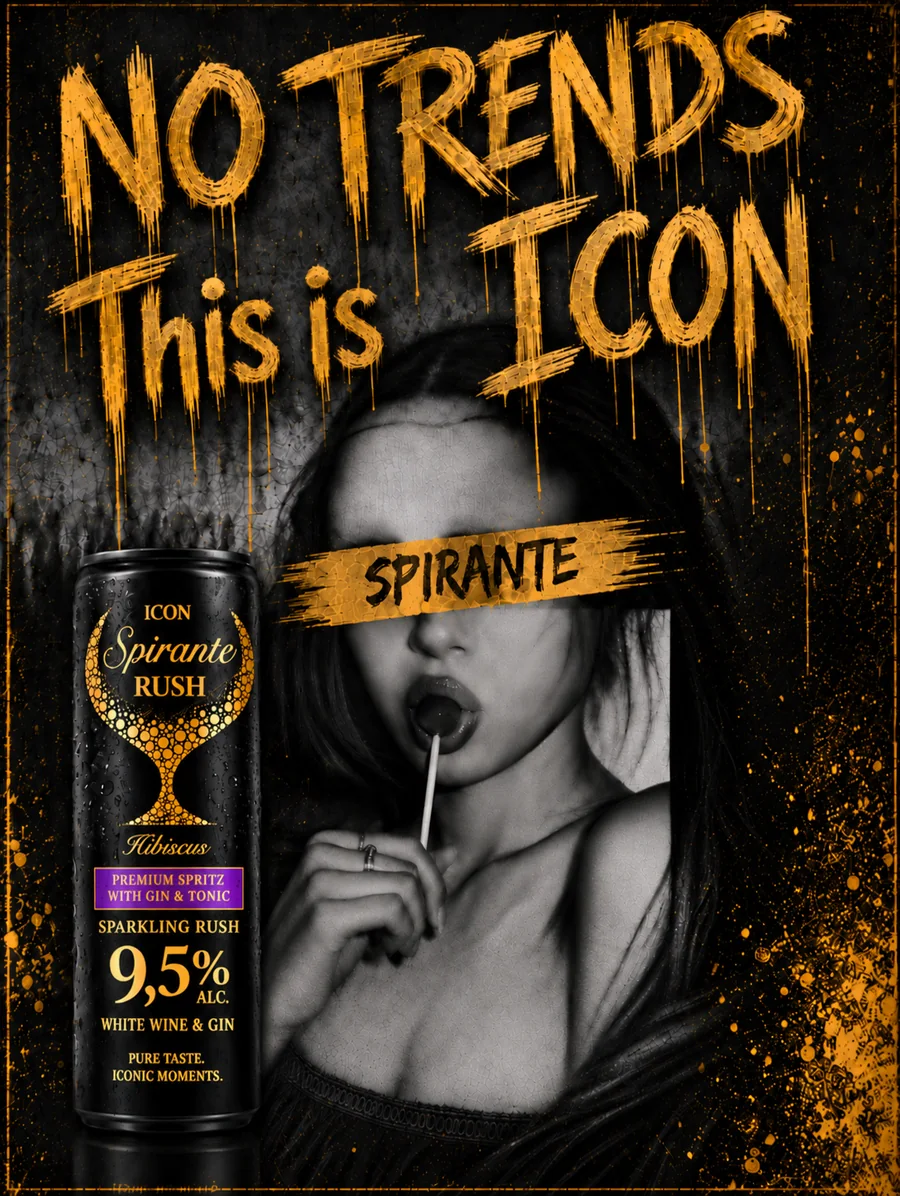 NO TRENDS
This is ICON
SPIRANTE
ICON
Spirante
RUSH
Hibiscus
PREMIUM SPRITZ
WITH GIN & TONIC
SPARKLING RUSH
9,5%
ALC.
WHITE WINE & GIN
PURE TASTE.
ICONIC MOMENTS.